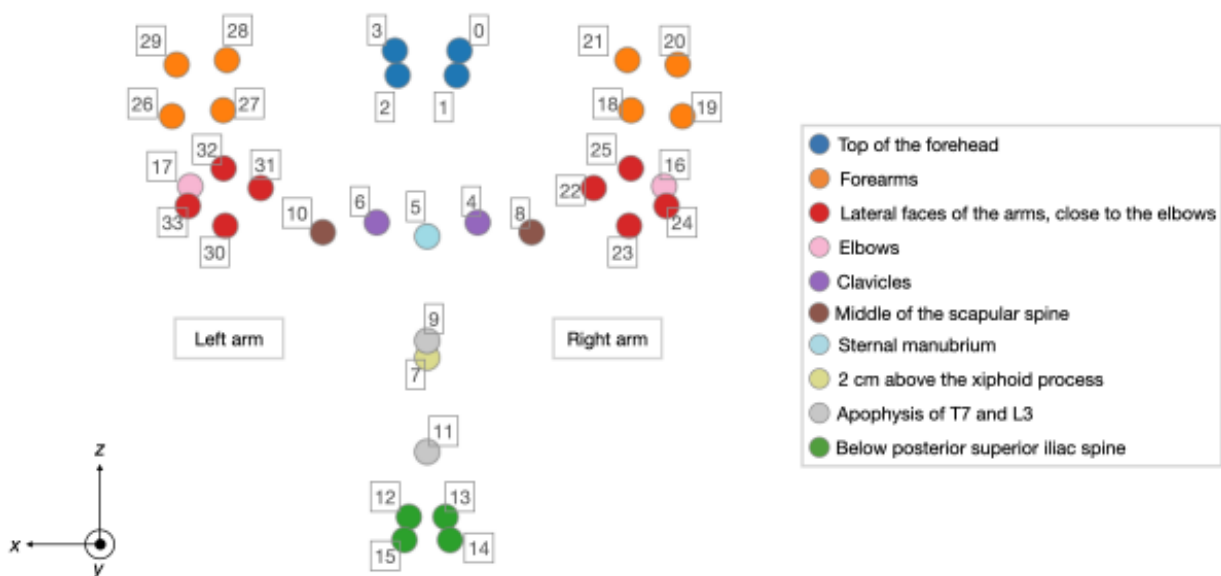 29
28
3
0
21
20
26
27
2
1
18
19
32
31
25
16
17
22
33
30
10
6
5
4
8
24
23
Left arm
9
7
Right arm
11
12
13
15
14
z
x
y
Top of the forehead
Forearms
Lateral faces of the arms, close to the elbows
Elbows
Clavicles
Middle of the scapular spine
Sternal manubrium
2 cm above the xiphoid process
Apophysis of T7 and L3
Below posterior superior iliac spine